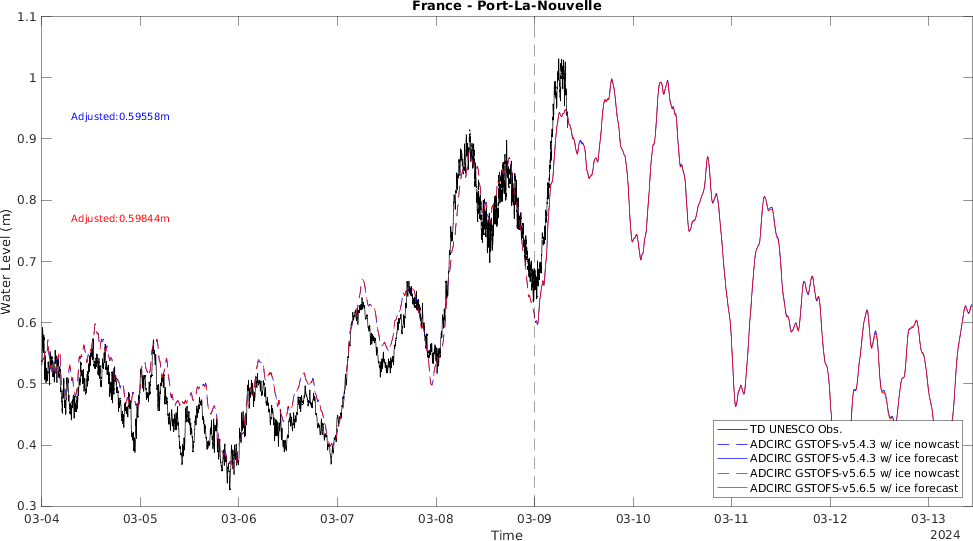 France - Port-La-Nouvelle
1.1
1
0.9
0.8
0.7
0.6
0.5
0.4
0.3
Water Level (m)
Adjusted:0.59558m
Adjusted:0.59844m
TD UNESCO Obs.
ADCIRC GSTOFS-v5.4.3 w/ ice nowcast
ADCIRC GSTOFS-v5.4.3 w/ ice forecast
ADCIRC GSTOFS-v5.6.5 w/ ice nowcast
ADCIRC GSTOFS-v5.6.5 w/ ice forecast
03-04 03-05 03-06 03-07 03-08 03-09 03-10 03-11 03-12 03-13
Time
2024